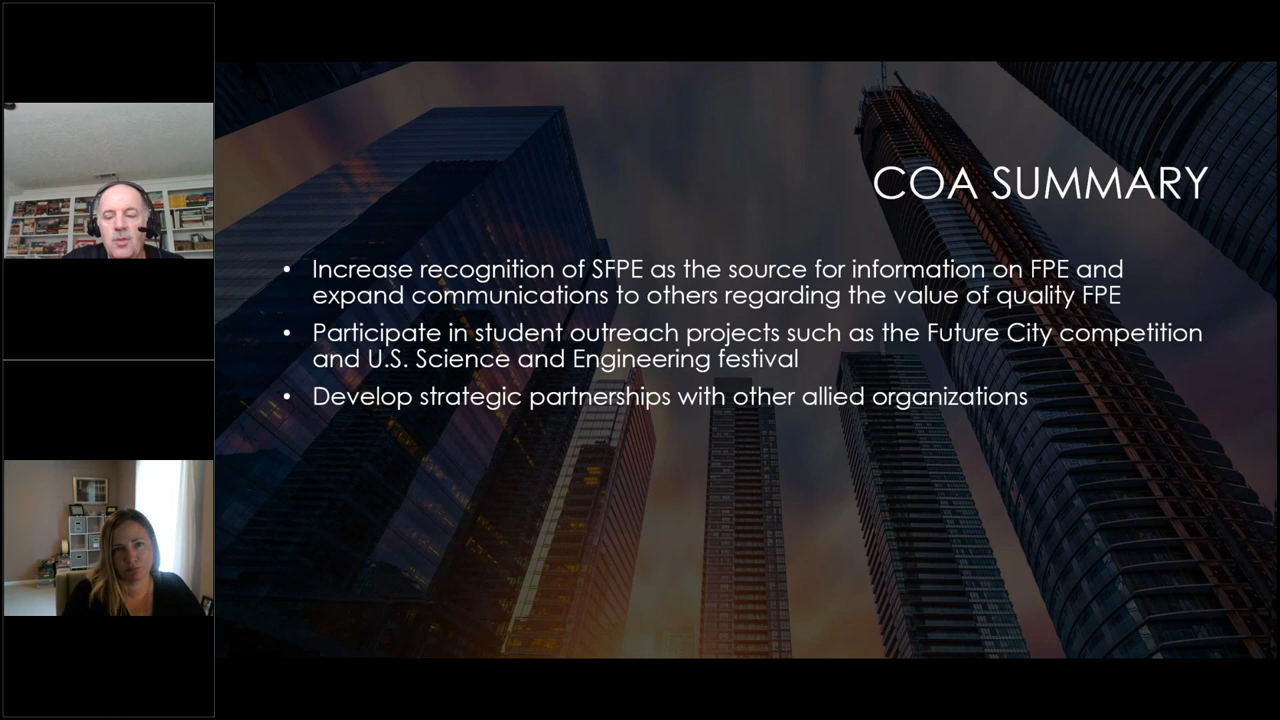 COA SUMMARY
• Increase recognition of SFPE as the source for information on FPE and
expand communications to others regarding the value of quality FPE
• Participate in student outreach projects such as the Future City competition
and U.S. Science and Engineering festival
• Develop strategic partnerships with other allied organizations